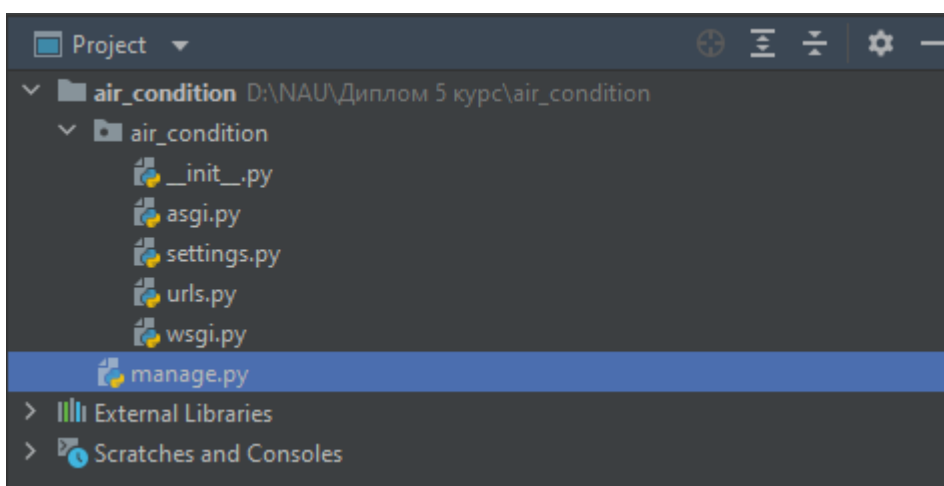 Project
air_condition D:\NAU\Диплом 5 курс\air_condition
air_condition
__init__.py
asgi.py
settings.py
urls.py
wsgi.py
manage.py
External Libraries
Scratches and Consoles